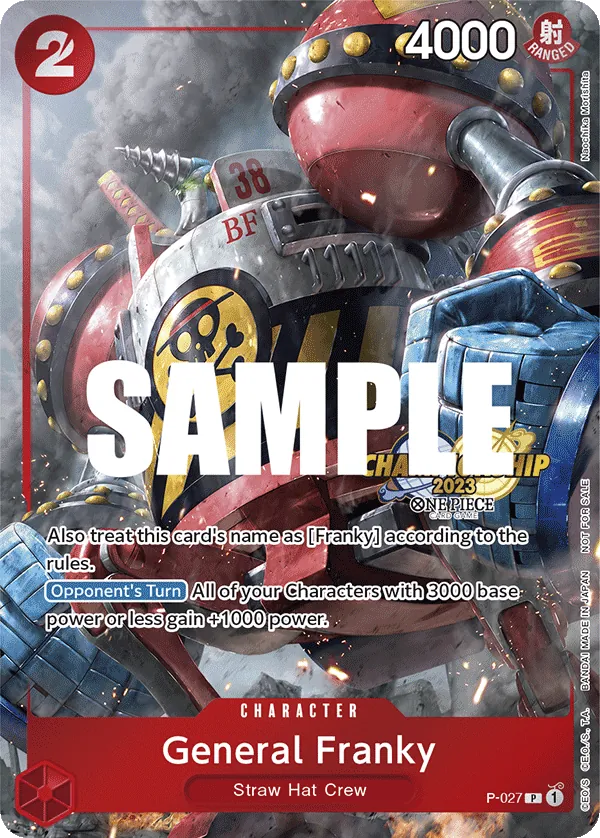 2
4000
射
RANGED
Naochika Morishita
38
BF
SAMPLE
CHAMPIONSHIP
2023
ONE PIECE
CARD GAME
Also treat this card's name as [Franky] according to the
rules.
Opponent's Turn All of your Characters with 3000 base
power or less gain +1000 power.
CHARACTER
General Franky
Straw Hat Crew
P-027 P 1
©E.O/S ©E.O./S., T.A. BANDAI MADE IN JAPAN NOT FOR SALE